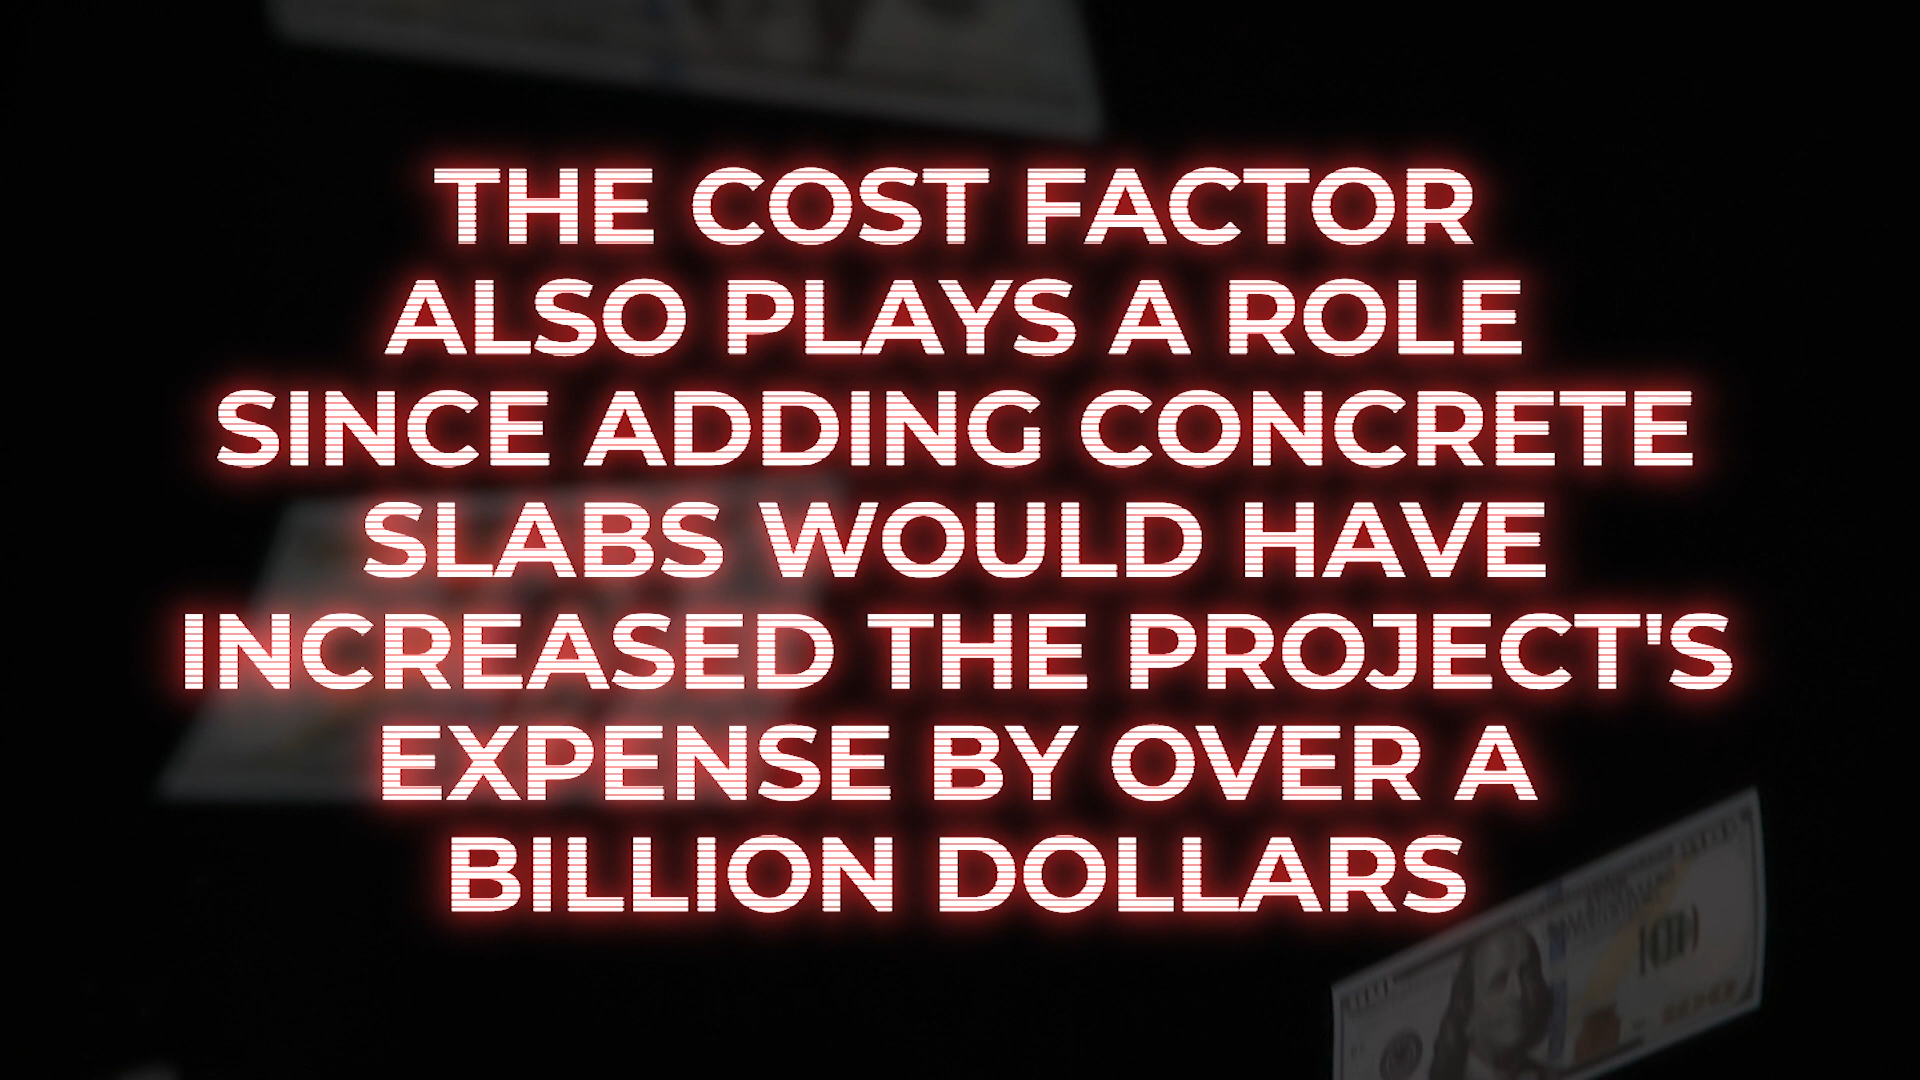 THE COST FACTOR
ALSO PLAYS A ROLE
SINCE ADDING CONCRETE
SLABS WOULD HAVE
INCREASED THE PROJECT'S
EXPENSE BY OVER A
BILLION DOLLARS
100